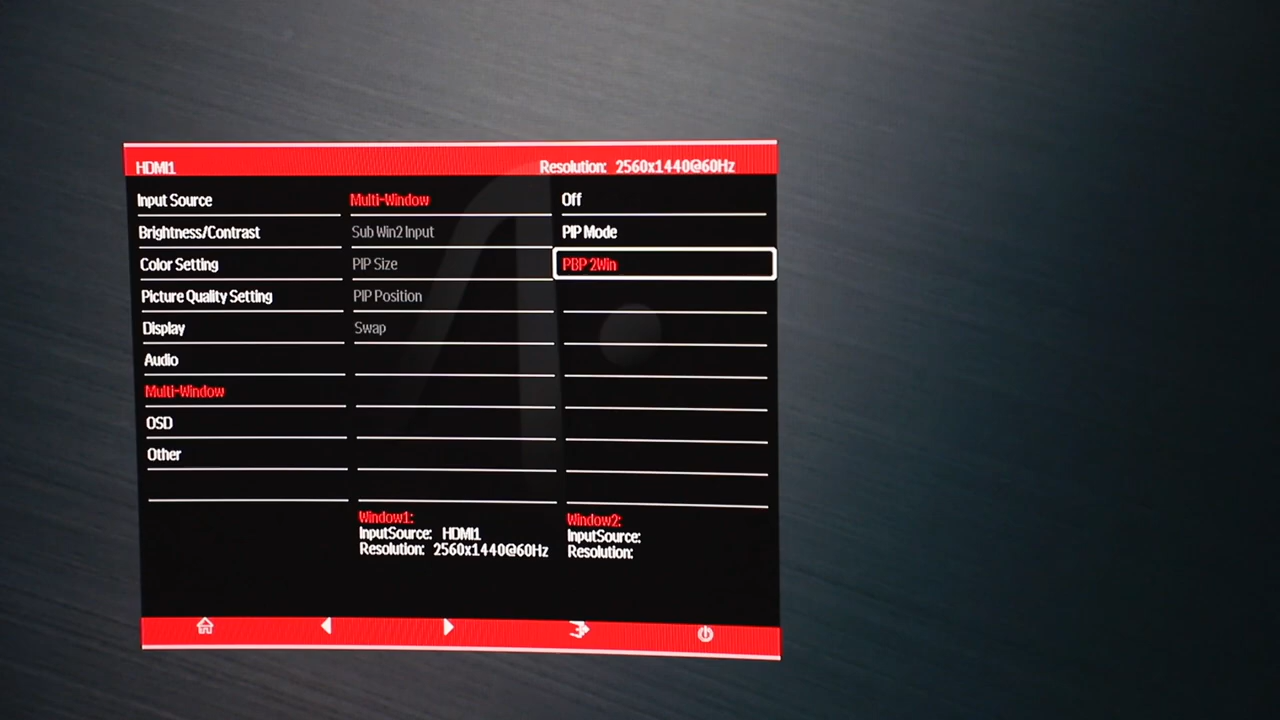 HDMI1 Resolution: 2560x1440@60Hz
Input Source Multi-Window Off
Brightness/Contrast Sub Win2 Input PIP Mode
Color Setting PIP Size PBP 2Win
Picture Quality Setting PIP Position
Display Swap
Audio
Multi-Window
OSD
Other
Window1: Window2:
InputSource: HDMI1 InputSource:
Resolution: 2560x1440@60Hz Resolution: